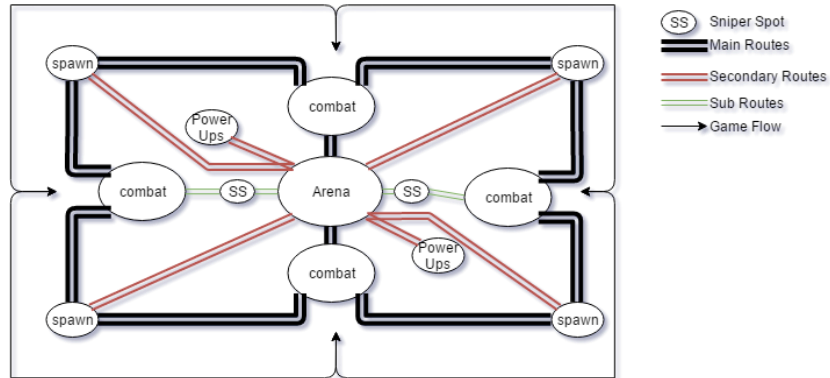 SS
Sniper Spot
Main Routes
Secondary Routes
Sub Routes
Game Flow
spawn
spawn
combat
Power
Ups
combat
SS
Arena
SS
combat
Power
Ups
combat
spawn
spawn